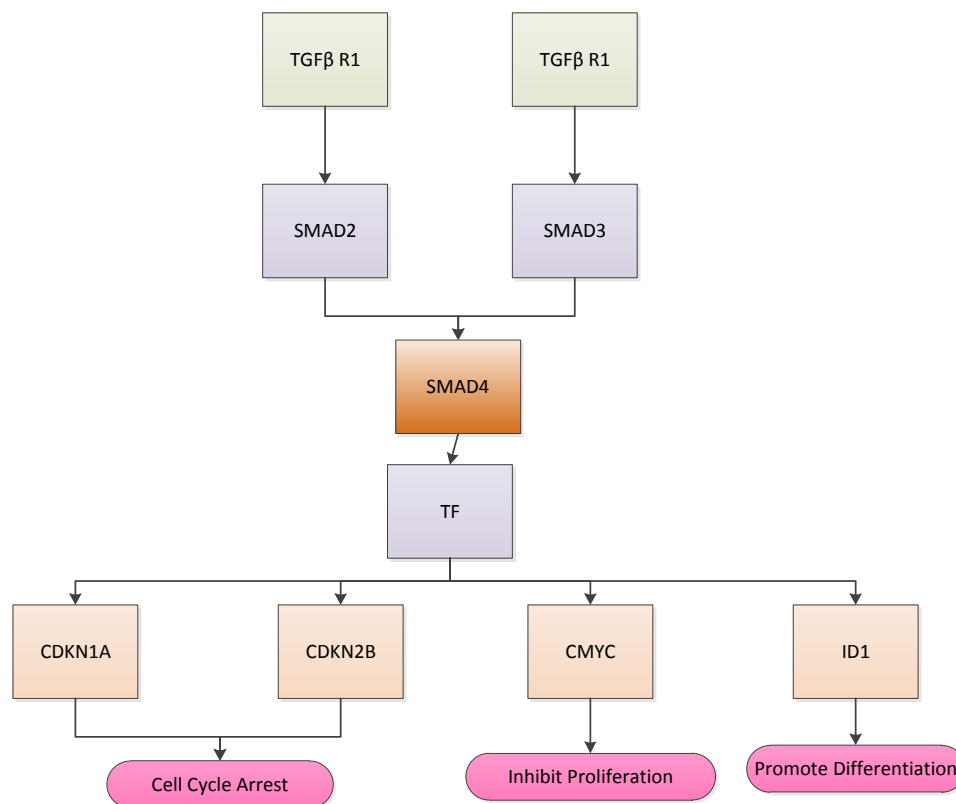 TGFβ R1
TGFβ R1
SMAD2
SMAD3
SMAD4
TF
CDKN1A
CDKN2B
CMYC
ID1
Cell Cycle Arrest
Inhibit Proliferation
Promote Differentiation